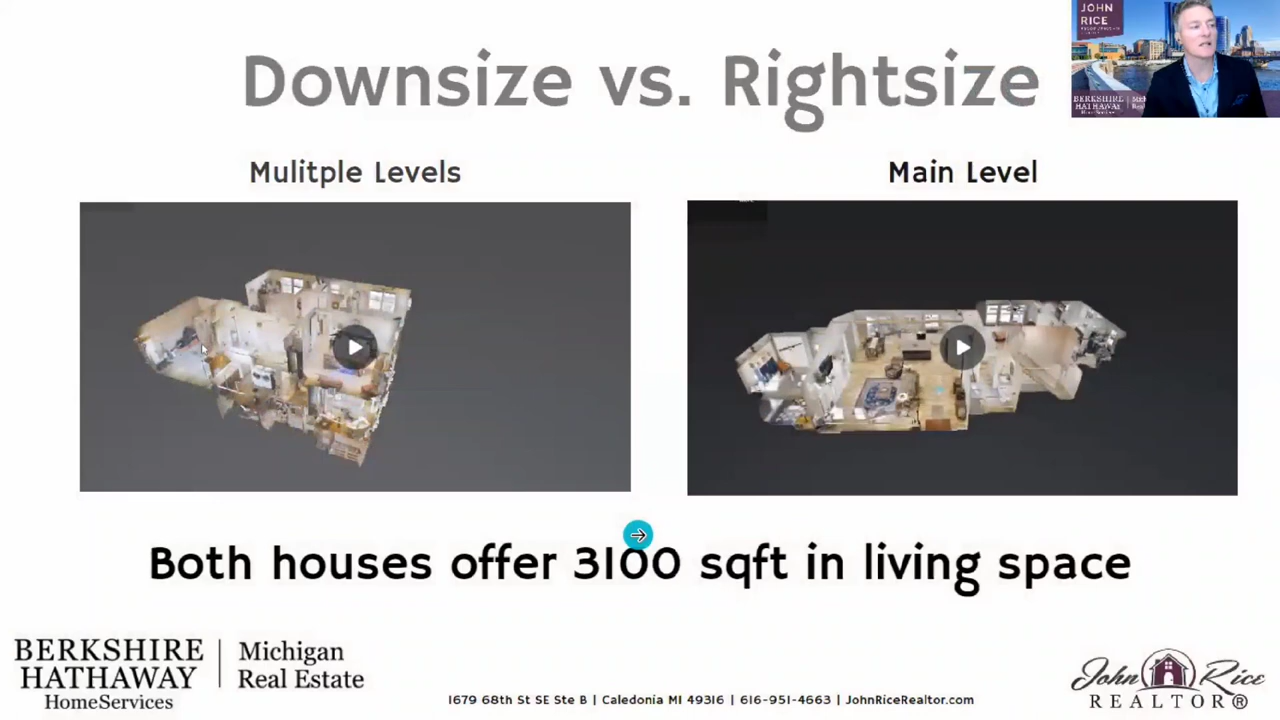 Downsize vs. Rightsize
JOHN
RICE
BERKSHIRE
HATHAWAY
HomeServices
Mulitple Levels
Main Level
Both houses offer 3100 sqft in living space
BERKSHIRE
HATHAWAY
HomeServices
Michigan
Real Estate
1679 68th St SE Ste B | Caledonia MI 49316 | 616-951-4663 | JohnRiceRealtor.com
John Rice
REALTOR®